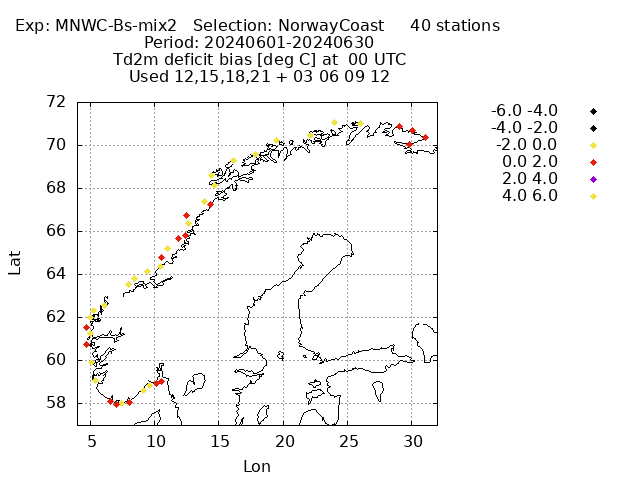 Exp: MNWC-Bs-mix2 Selection: NorwayCoast 40 stations
Period: 20240601-20240630
Td2m deficit bias [deg C] at 00 UTC
Used 12,15,18,21 + 03 06 09 12
72
70
68
66
64
62
60
58
Lat
5 10 15 20 25 30
Lon
-6.0 -4.0
-4.0 -2.0
-2.0 0.0
0.0 2.0
2.0 4.0
4.0 6.0